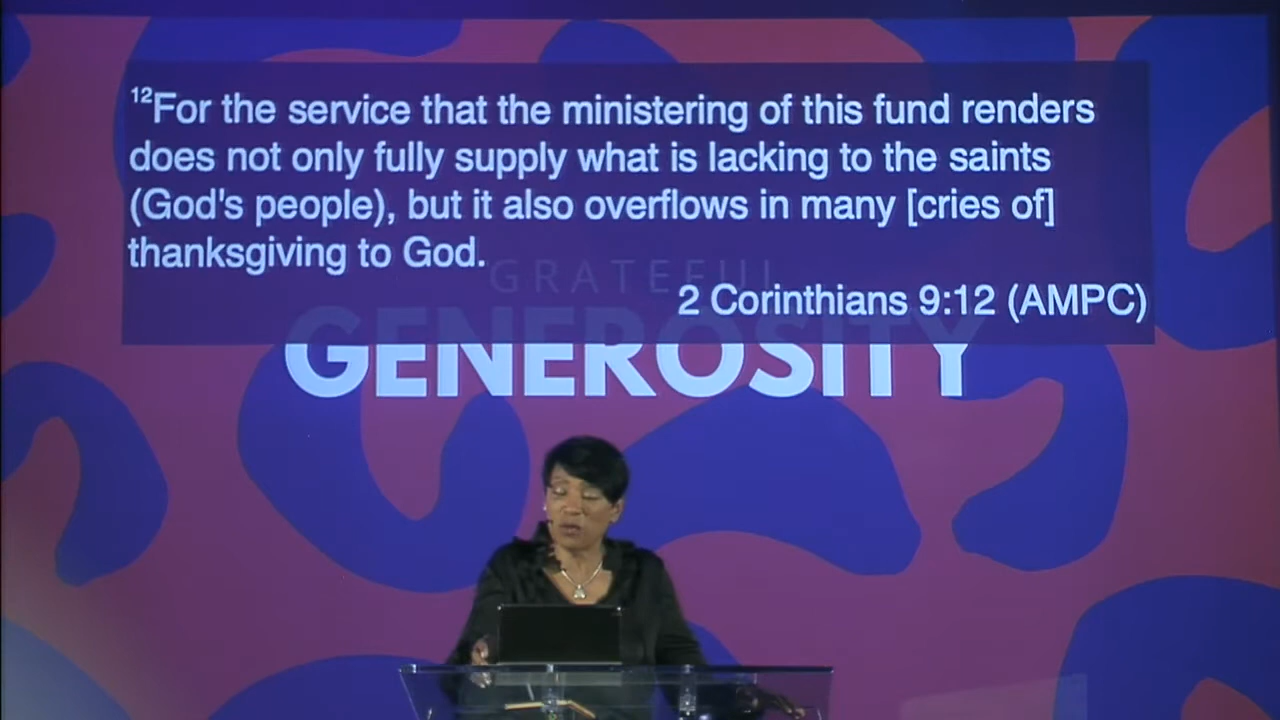 ¹²For the service that the ministering of this fund renders
does not only fully supply what is lacking to the saints
(God's people), but it also overflows in many [cries of]
thanksgiving to God.
2 Corinthians 9:12 (AMPC)
GRATEFUL
GENEROSITY